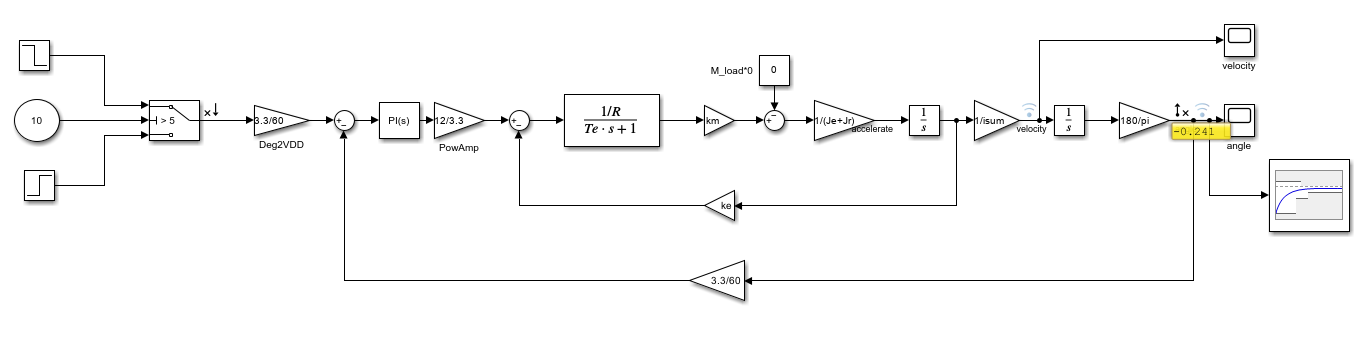 velocity
M_load*0
0
10
> 5
3.3/60
Deg2VDD
+
−
PI(s)
12/3.3
PowAmp
+
−
1/R
Te · s + 1
km
−
+
1/(Je+Jr)
accelerate
1
s
1/isum
velocity
1
s
180/pi
-0.241
angle
ke
3.3/60